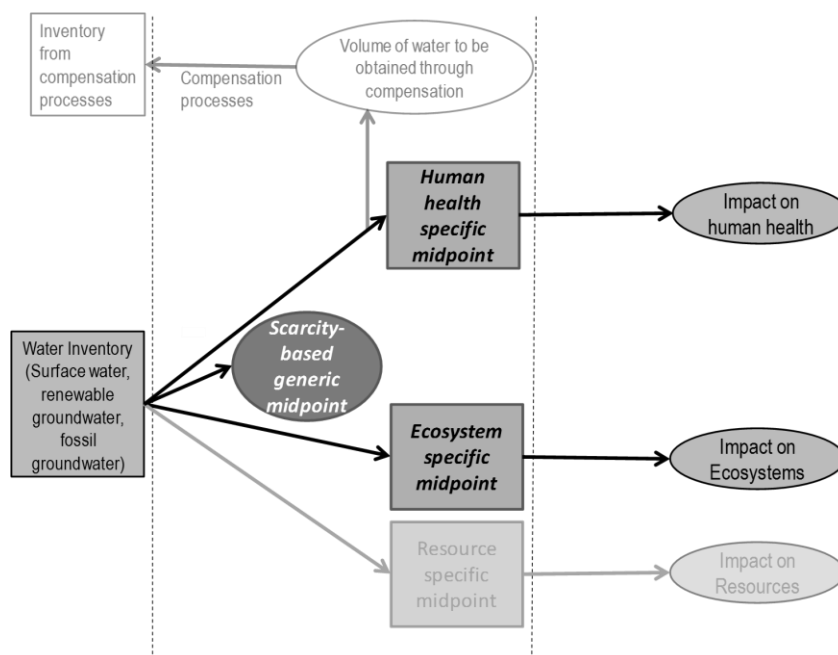 Inventory
from
compensation
processes
Compensation
processes
Volume of water to be
obtained through
compensation
Human
health
specific
midpoint
Impact on
human health
Scarcity-
based
generic
midpoint
Water Inventory
(Surface water,
renewable
groundwater,
fossil
groundwater)
Ecosystem
specific
midpoint
Impact on
Ecosystems
Resource
specific
midpoint
Impact on
Resources